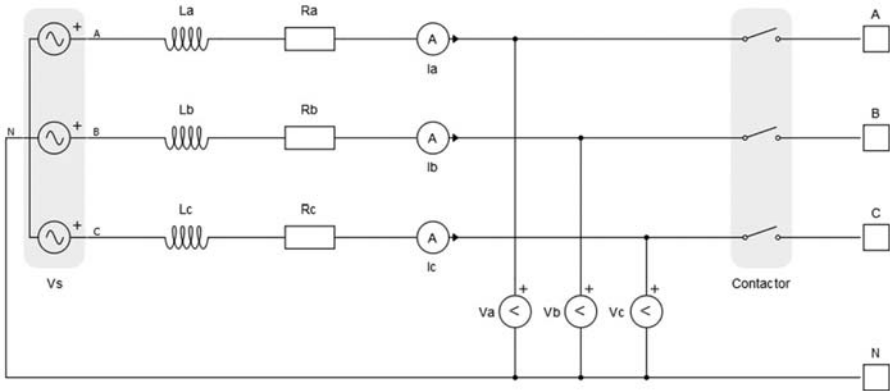 La Ra A
+ A A
Ia
Lb Rb B
N + B A
Ib
Lc Rc C
+ C A
Ic
Vs Contactor
+ + +
Va < Vb < Vc <
N